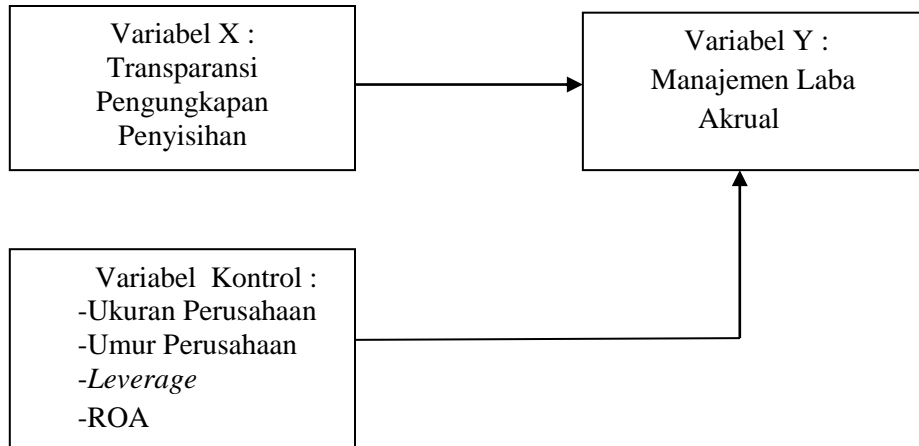 Variabel X :
Transparansi
Pengungkapan
Penyisihan
Variabel Y :
Manajemen Laba
Akrual
Variabel Kontrol :
-Ukuran Perusahaan
-Umur Perusahaan
-Leverage
-ROA